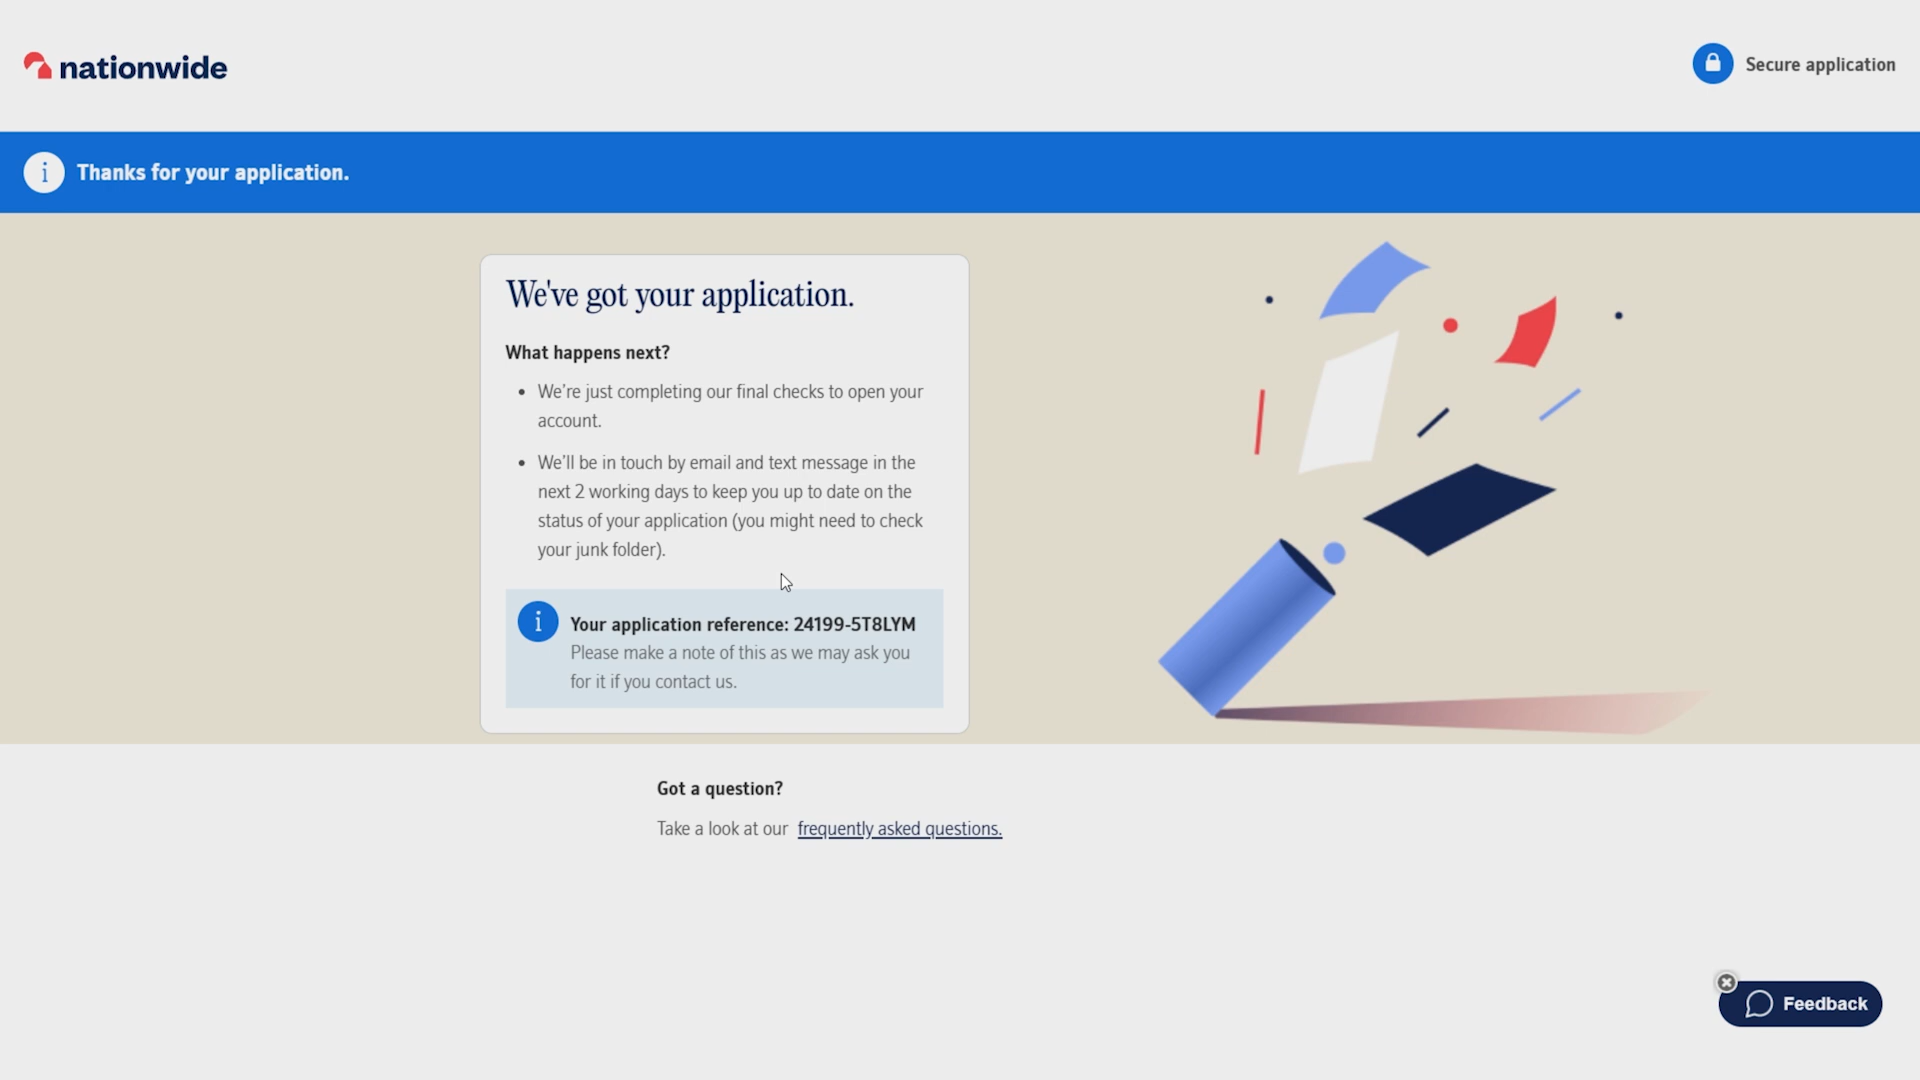 nationwide
Secure application
Thanks for your application.
We've got your application.
What happens next?
• We're just completing our final checks to open your
account.
• We'll be in touch by email and text message in the
next 2 working days to keep you up to date on the
status of your application (you might need to check
your junk folder).
Your application reference: 24199-5T8LYM
Please make a note of this as we may ask you
for it if you contact us.
Got a question?
Take a look at our frequently asked questions.
Feedback